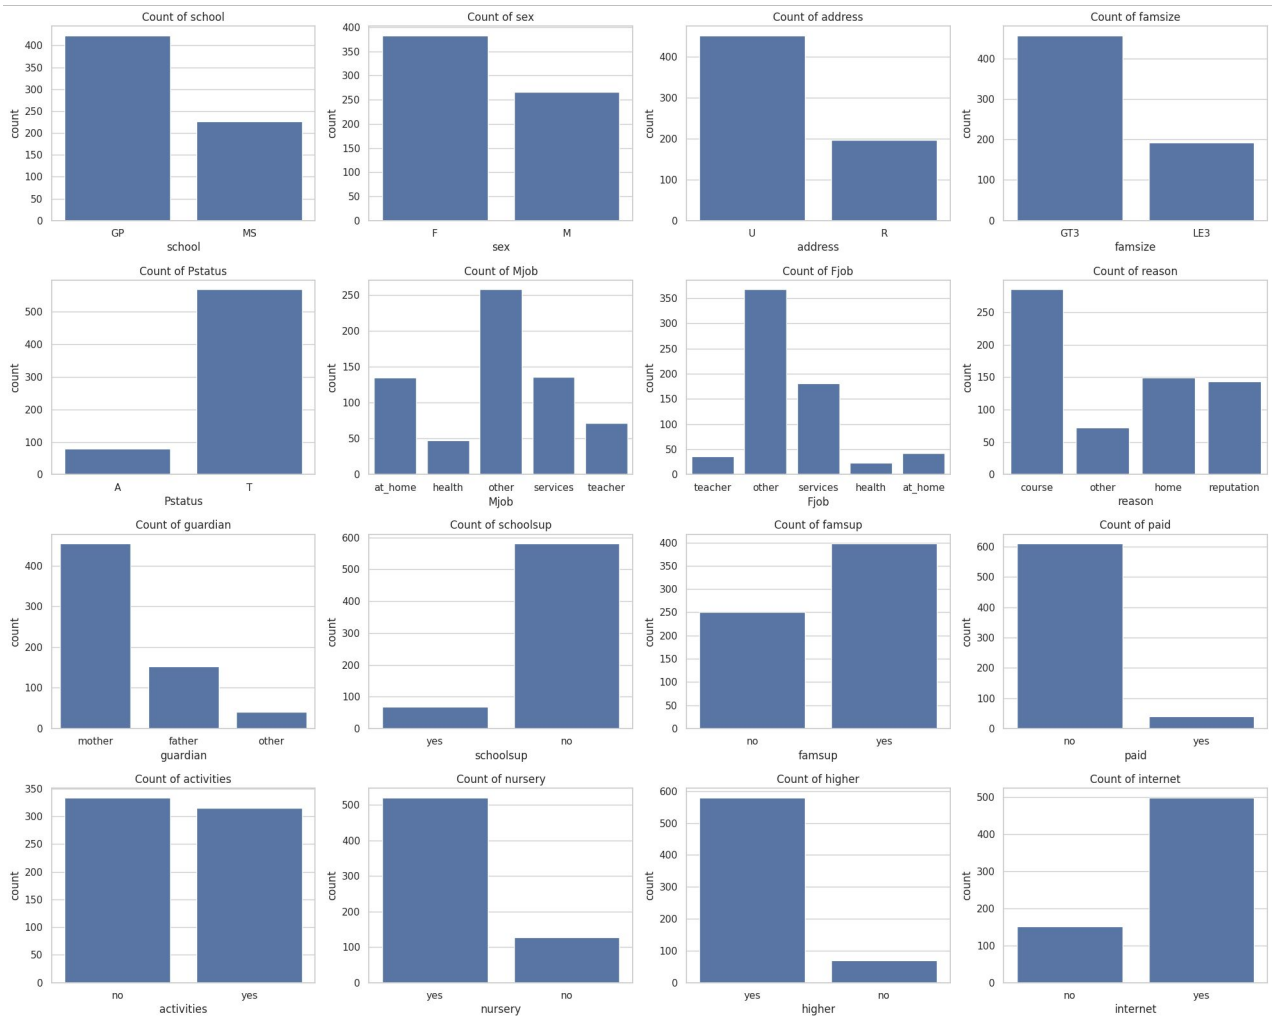 Count of school
400
350
300
250
200
150
100
50
0
count
GP MS
school
Count of sex
400
350
300
250
200
150
100
50
0
count
F M
sex
Count of address
400
300
200
100
0
count
U R
address
Count of famsize
400
300
200
100
0
count
GT3 LE3
famsize
Count of Pstatus
500
400
300
200
100
0
count
A T
Pstatus
Count of Mjob
250
200
150
100
50
0
count
at_home health other services teacher
Mjob
Count of Fjob
350
300
250
200
150
100
50
0
count
teacher other services health at_home
Fjob
Count of reason
250
200
150
100
50
0
count
course other home reputation
reason
Count of guardian
400
300
200
100
0
count
mother father other
guardian
Count of schoolsup
600
500
400
300
200
100
0
count
yes no
schoolsup
Count of famsup
400
350
300
250
200
150
100
50
0
count
no yes
famsup
Count of paid
600
500
400
300
200
100
0
count
no yes
paid
Count of activities
350
300
250
200
150
100
50
0
count
no yes
activities
Count of nursery
500
400
300
200
100
0
count
yes no
nursery
Count of higher
600
500
400
300
200
100
0
count
yes no
higher
Count of internet
500
400
300
200
100
0
count
no yes
internet